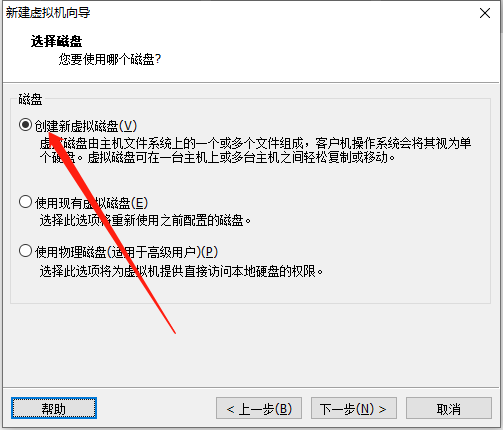 新建虚拟机向导
选择磁盘
您要使用哪个磁盘?
磁盘
创建新虚拟磁盘(V)
虚拟磁盘由主机文件系统上的一个或多个文件组成，客户机操作系统会将其视为单
个硬盘。虚拟磁盘可在一台主机上或多台主机之间轻松复制或移动。
使用现有虚拟磁盘(E)
选择此选项将重新使用之前配置的磁盘。
使用物理磁盘(适用于高级用户)(P)
选择此选项将为虚拟机提供直接访问本地硬盘的权限。
帮助
< 上一步(B)
下一步(N) >
取消